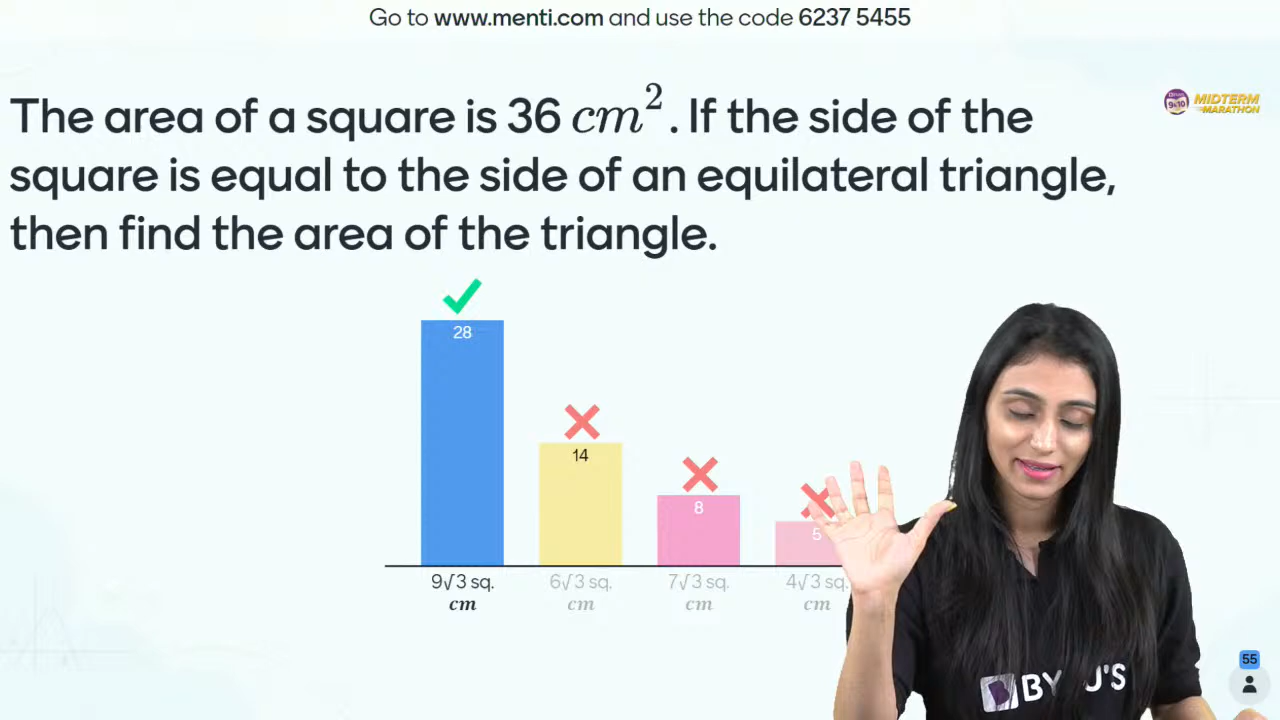 Go to www.menti.com and use the code 6237 5455
The area of a square is 36 cm². If the side of the
square is equal to the side of an equilateral triangle,
then find the area of the triangle.
MIDTERM
MARATHON
9&10
28
14
8
5
9√3 sq.
cm
6√3 sq.
cm
7√3 sq.
cm
4√3 sq.
cm
BYJU'S
55